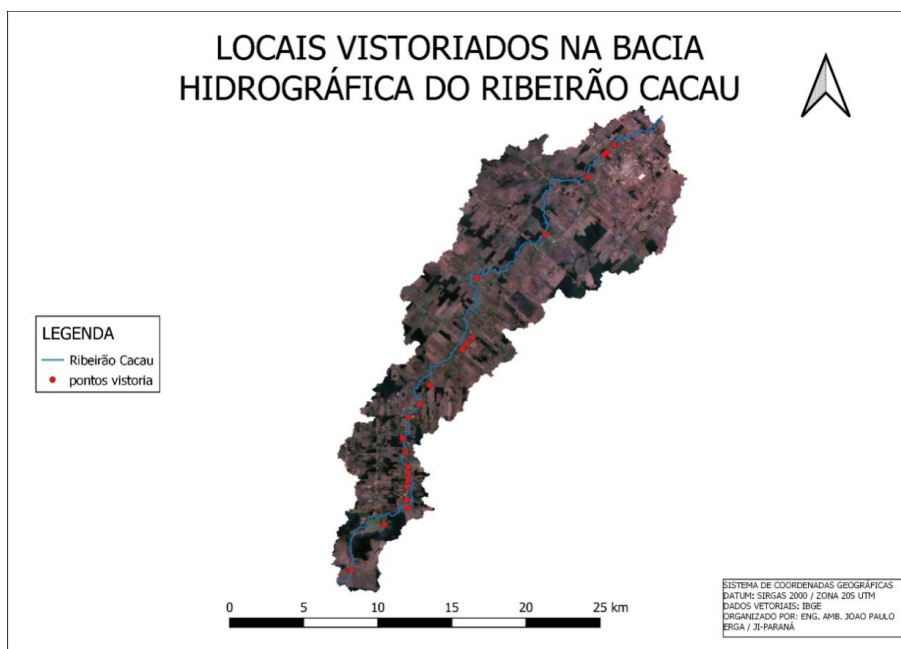 LOCAIS VISTORIADOS NA BACIA
HIDROGRÁFICA DO RIBEIRÃO CACAU
LEGENDA
Ribeirão Cacau
pontos vistoria
0 5 10 15 20 25 km
SISTEMA DE COORDENADAS GEOGRÁFICAS
DATUM: SIRGAS 2000 / ZONA 20S UTM
DADOS VETORIAIS: IBGE
ORGANIZADO POR: ENG. AMB. JOAO PAULO
ERGA / JI-PARANÁ